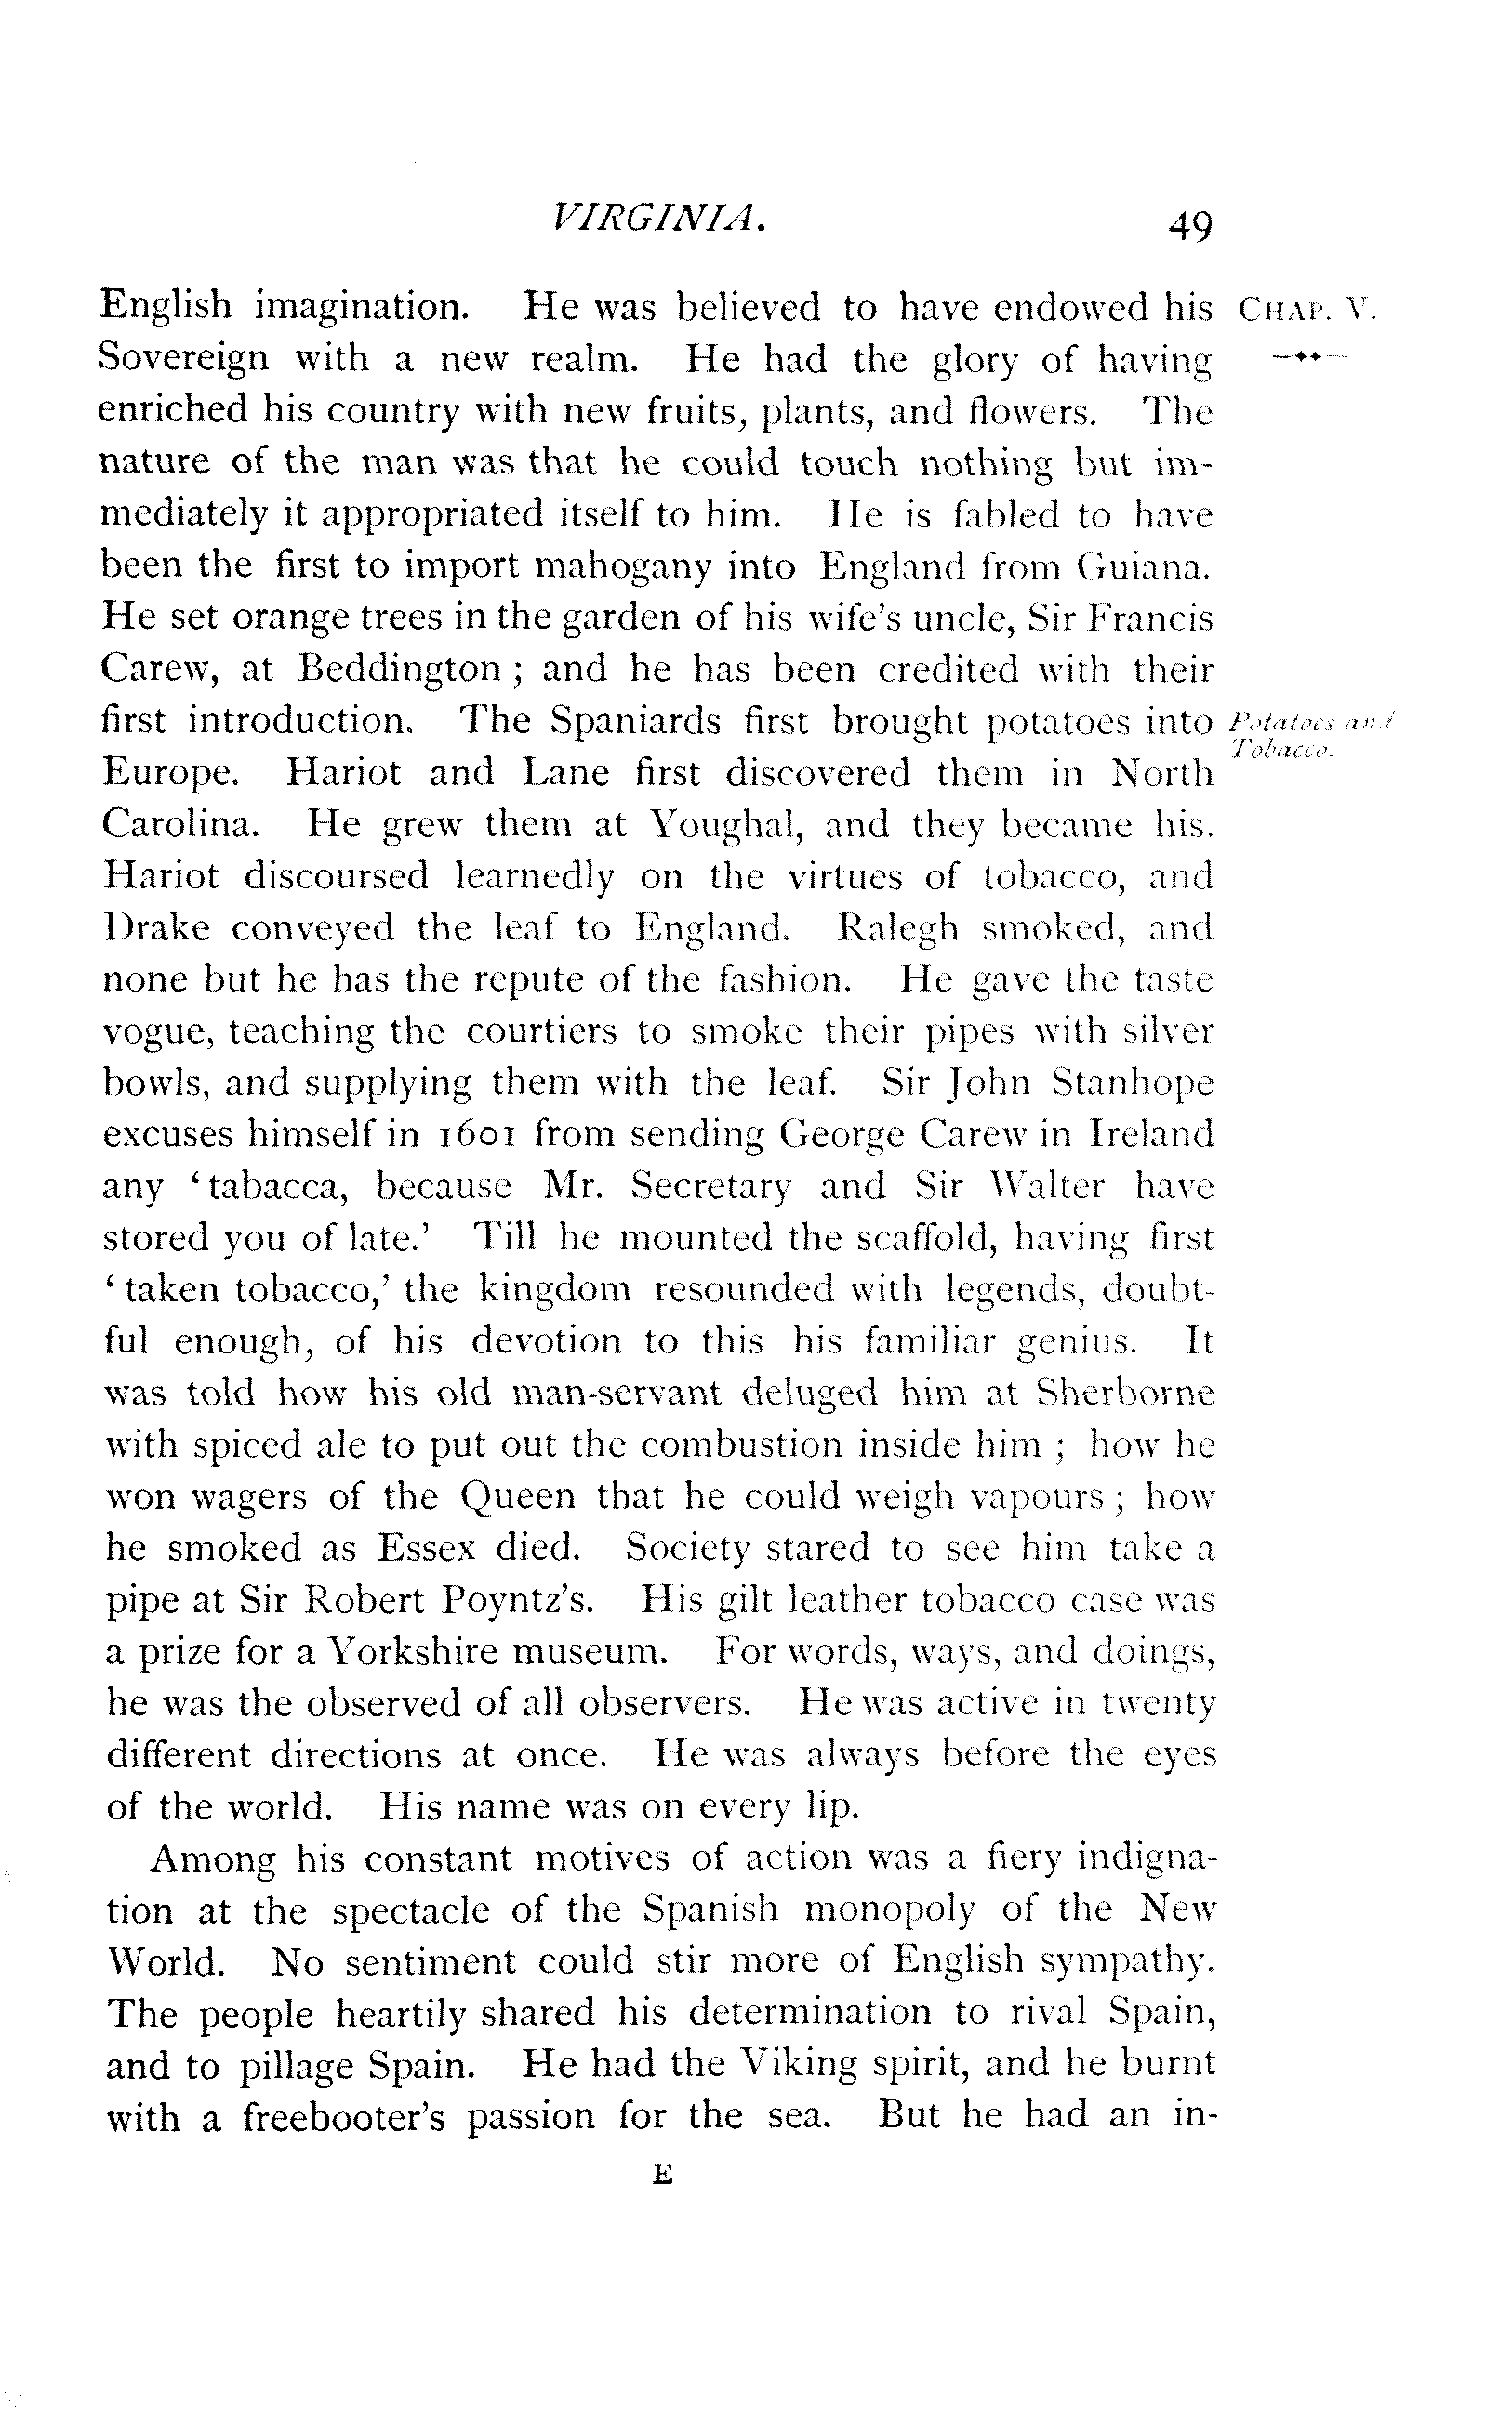 VIRGINIA. 49
English imagination. He was believed to have endowed his CHAP. V.
Sovereign with a new realm. He had the glory of having
enriched his country with new fruits, plants, and flowers. The
nature of the man was that he could touch nothing but im-
mediately it appropriated itself to him. He is fabled to have
been the first to import mahogany into England from Guiana.
He set orange trees in the garden of his wife's uncle, Sir Francis
Carew, at Beddington ; and he has been credited with their
first introduction. The Spaniards first brought potatoes into Potatoes and
Tobacco.
Europe. Hariot and Lane first discovered them in North
Carolina. He grew them at Youghal, and they became his.
Hariot discoursed learnedly on the virtues of tobacco, and
Drake conveyed the leaf to England. Ralegh smoked, and
none but he has the repute of the fashion. He gave the taste
vogue, teaching the courtiers to smoke their pipes with silver
bowls, and supplying them with the leaf. Sir John Stanhope
excuses himself in 1601 from sending George Carew in Ireland
any ‘tabacca, because Mr. Secretary and Sir Walter have
stored you of late.’ Till he mounted the scaffold, having first
‘taken tobacco,’ the kingdom resounded with legends, doubt-
ful enough, of his devotion to this his familiar genius. It
was told how his old man-servant deluged him at Sherborne
with spiced ale to put out the combustion inside him ; how he
won wagers of the Queen that he could weigh vapours ; how
he smoked as Essex died. Society stared to see him take a
pipe at Sir Robert Poyntz's. His gilt leather tobacco case was
a prize for a Yorkshire museum. For words, ways, and doings,
he was the observed of all observers. He was active in twenty
different directions at once. He was always before the eyes
of the world. His name was on every lip.
Among his constant motives of action was a fiery indigna-
tion at the spectacle of the Spanish monopoly of the New
World. No sentiment could stir more of English sympathy.
The people heartily shared his determination to rival Spain,
and to pillage Spain. He had the Viking spirit, and he burnt
with a freebooter's passion for the sea. But he had an in-
E